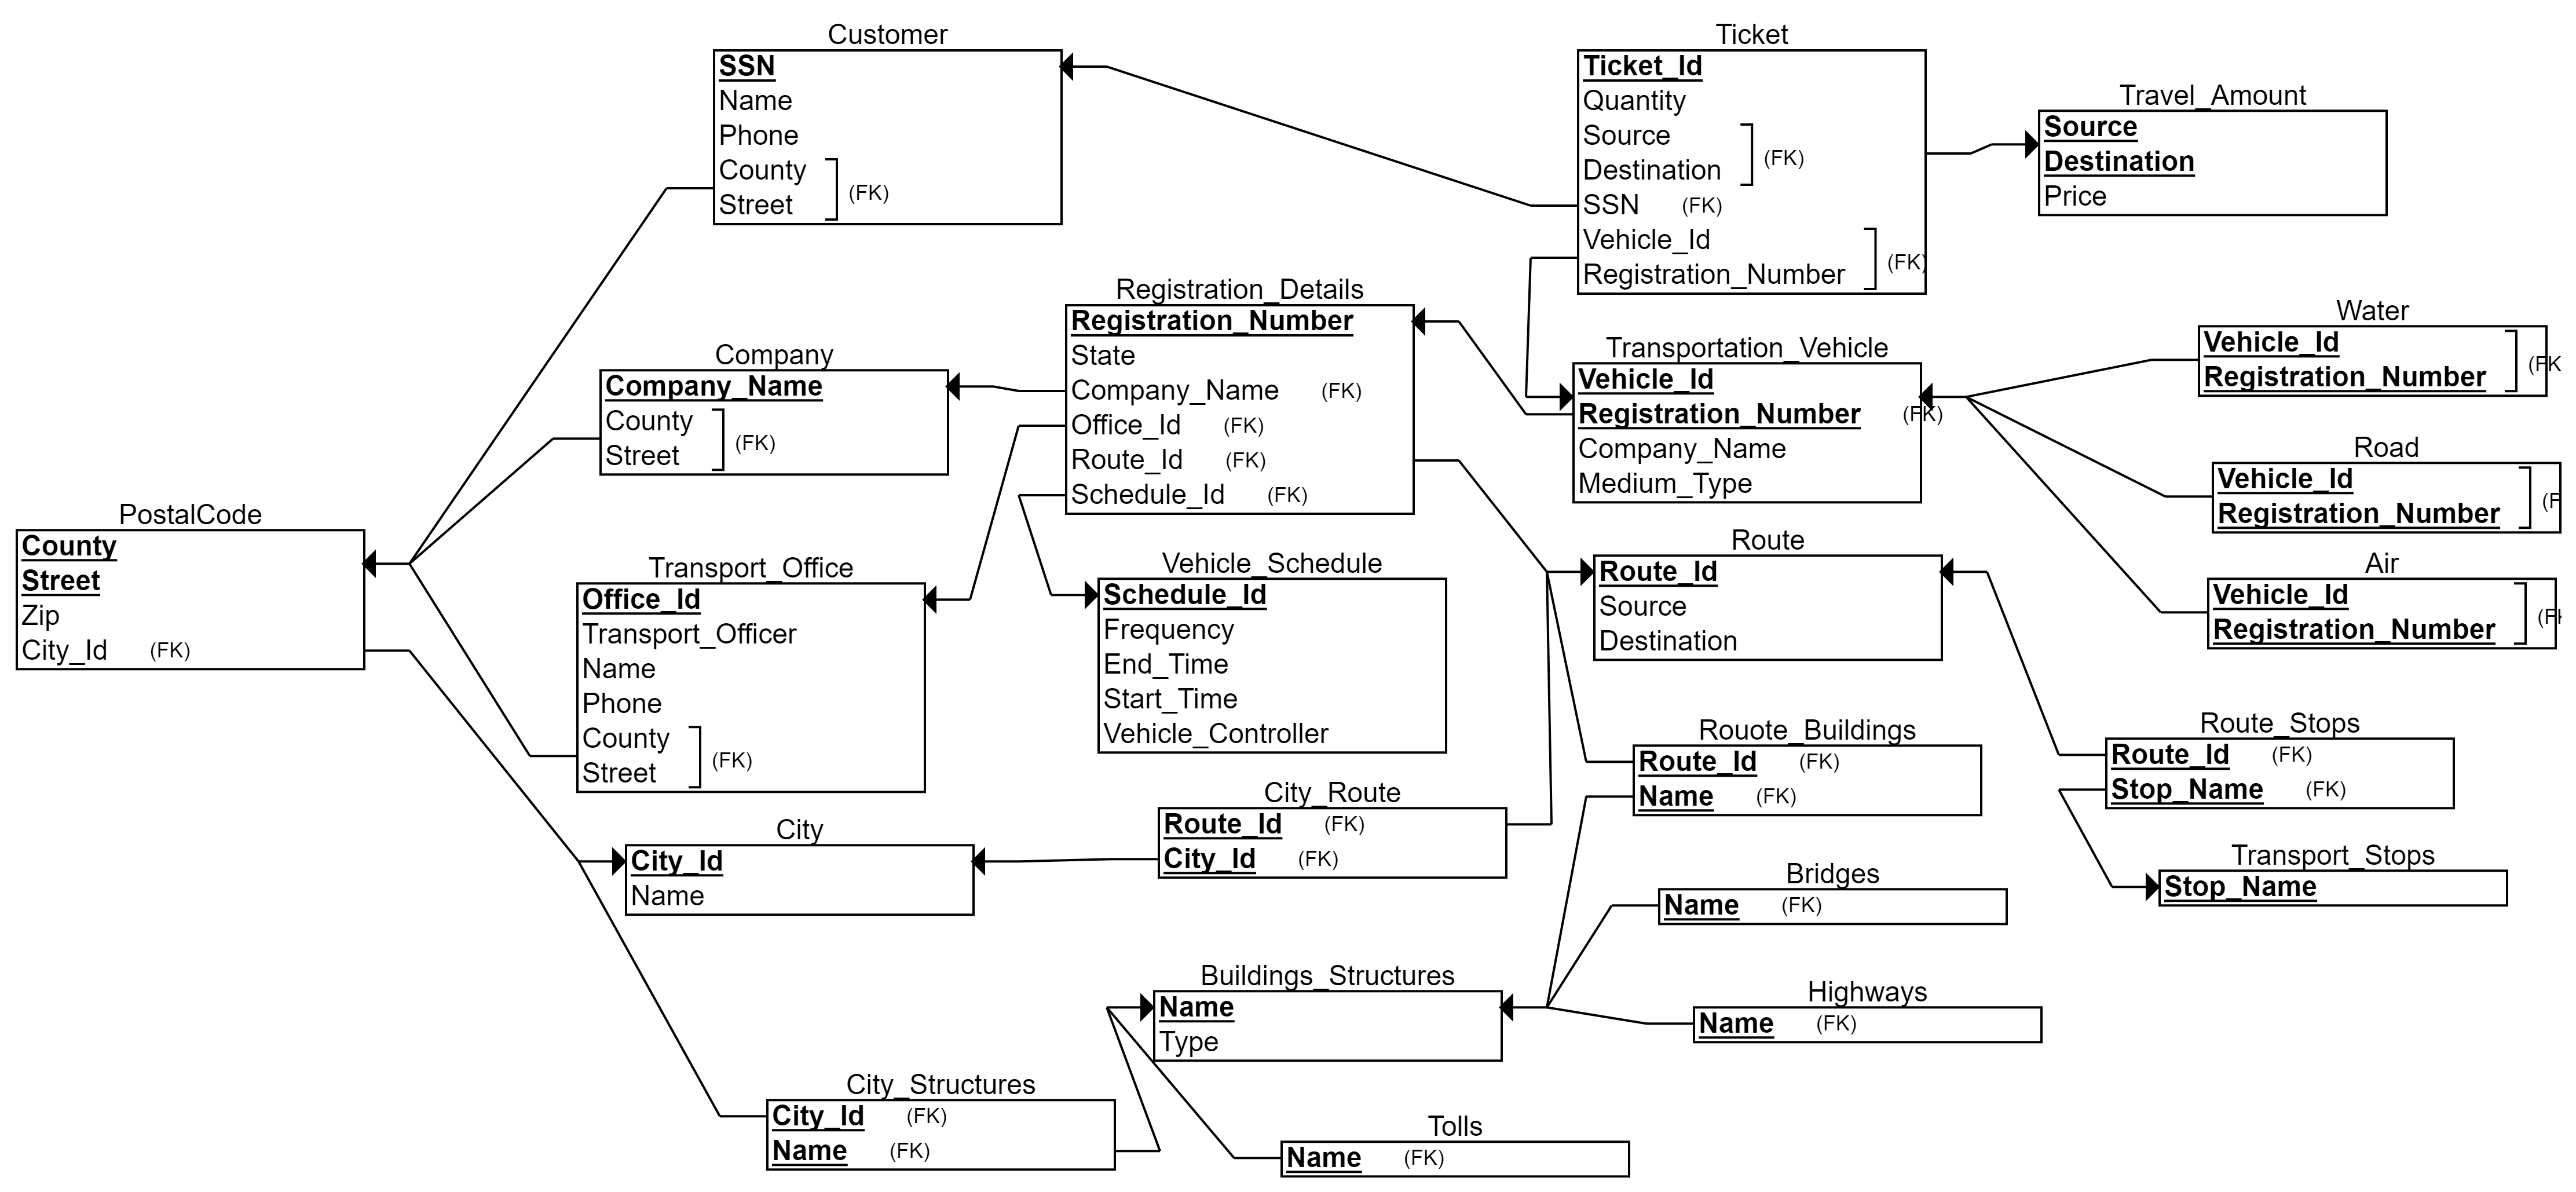 Customer
SSN
Name
Phone
County
Street
(FK)
Ticket
Ticket_Id
Quantity
Source
Destination
(FK)
SSN (FK)
Vehicle_Id
Registration_Number
(FK)
Travel_Amount
Source
Destination
Price
Registration_Details
Registration_Number
State
Company_Name (FK)
Office_Id (FK)
Route_Id (FK)
Schedule_Id (FK)
Company
Company_Name
County
Street
(FK)
Transportation_Vehicle
Vehicle_Id
Registration_Number (FK)
Company_Name
Medium_Type
Water
Vehicle_Id
Registration_Number
(FK
Road
Vehicle_Id
Registration_Number
(F
Air
Vehicle_Id
Registration_Number
(FK
PostalCode
County
Street
Zip
City_Id (FK)
Transport_Office
Office_Id
Transport_Officer
Name
Phone
County
Street
(FK)
Vehicle_Schedule
Schedule_Id
Frequency
End_Time
Start_Time
Vehicle_Controller
Route
Route_Id
Source
Destination
Rouote_Buildings
Route_Id (FK)
Name (FK)
Route_Stops
Route_Id (FK)
Stop_Name (FK)
City_Route
Route_Id (FK)
City_Id (FK)
City
City_Id
Name
Transport_Stops
Stop_Name
Bridges
Name (FK)
Buildings_Structures
Name
Type
Highways
Name (FK)
City_Structures
City_Id (FK)
Name (FK)
Tolls
Name (FK)